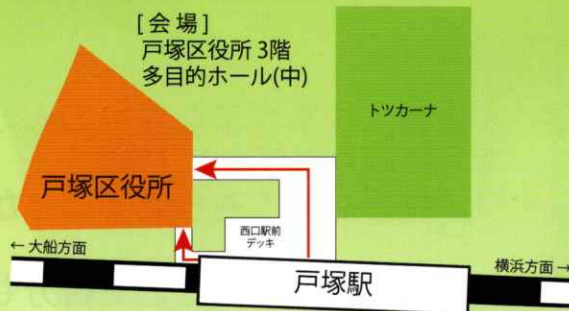 [会場]
戸塚区役所 3階
多目的ホール(中)
トツカーナ
戸塚区役所
西口駅前
デッキ
← 大船方面
横浜方面 →
戸塚駅